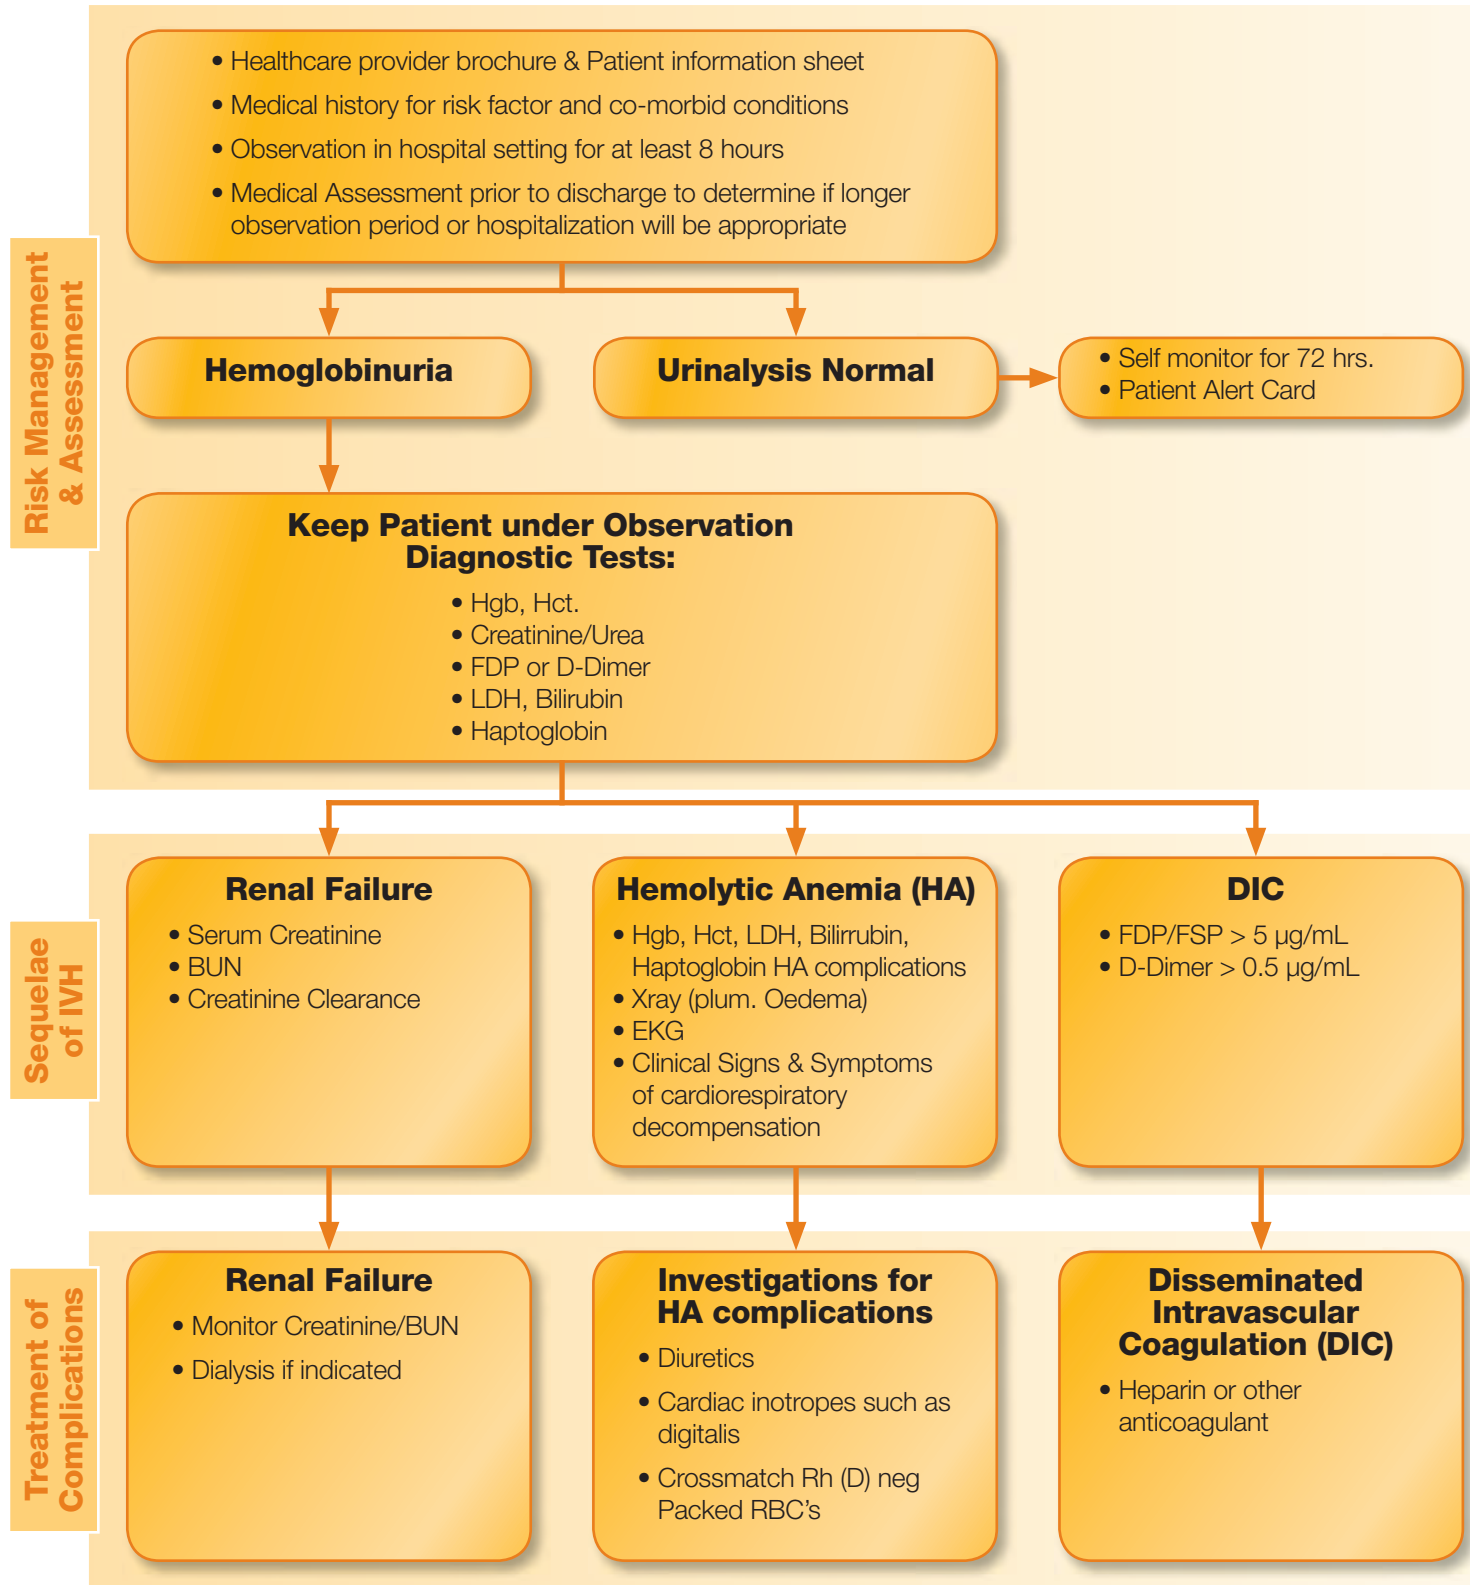 • Healthcare provider brochure & Patient information sheet
• Medical history for risk factor and co-morbid conditions
• Observation in hospital setting for at least 8 hours
• Medical Assessment prior to discharge to determine if longer
observation period or hospitalization will be appropriate
Risk Management
& Assessment
Hemoglobinuria
Urinalysis Normal
• Self monitor for 72 hrs.
• Patient Alert Card
Keep Patient under Observation
Diagnostic Tests:
• Hgb, Hct.
• Creatinine/Urea
• FDP or D-Dimer
• LDH, Bilirubin
• Haptoglobin
Sequelae
of IVH
Renal Failure
• Serum Creatinine
• BUN
• Creatinine Clearance
Hemolytic Anemia (HA)
• Hgb, Hct, LDH, Bilirrubin,
Haptoglobin HA complications
• Xray (plum. Oedema)
• EKG
• Clinical Signs & Symptoms
of cardiorespiratory
decompensation
DIC
• FDP/FSP > 5 µg/mL
• D-Dimer > 0.5 µg/mL
Treatment of
Complications
Renal Failure
• Monitor Creatinine/BUN
• Dialysis if indicated
Investigations for
HA complications
• Diuretics
• Cardiac inotropes such as
digitalis
• Crossmatch Rh (D) neg
Packed RBC’s
Disseminated
Intravascular
Coagulation (DIC)
• Heparin or other
anticoagulant